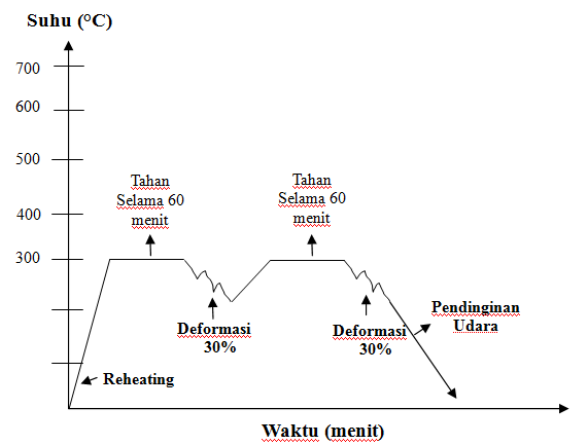 Suhu (°C)
700
600
500
400
300
Tahan
Selama 60
menit
Tahan
Selama 60
menit
Deformasi
30%
Deformasi
30%
Pendinginan
Udara
Reheating
Waktu (menit)